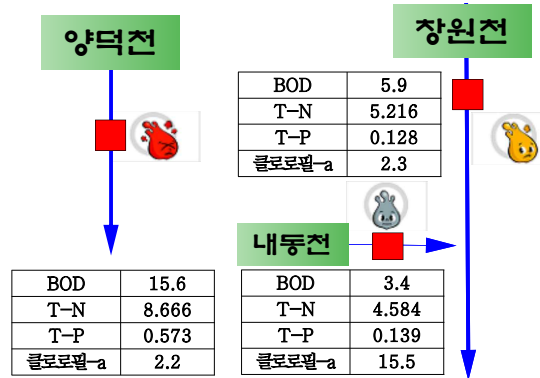 양덕천
창원천
BOD 5.9
T-N 5.216
T-P 0.128
클로로필-a 2.3
내동천
BOD 15.6
T-N 8.666
T-P 0.573
클로로필-a 2.2
BOD 3.4
T-N 4.584
T-P 0.139
클로로필-a 15.5